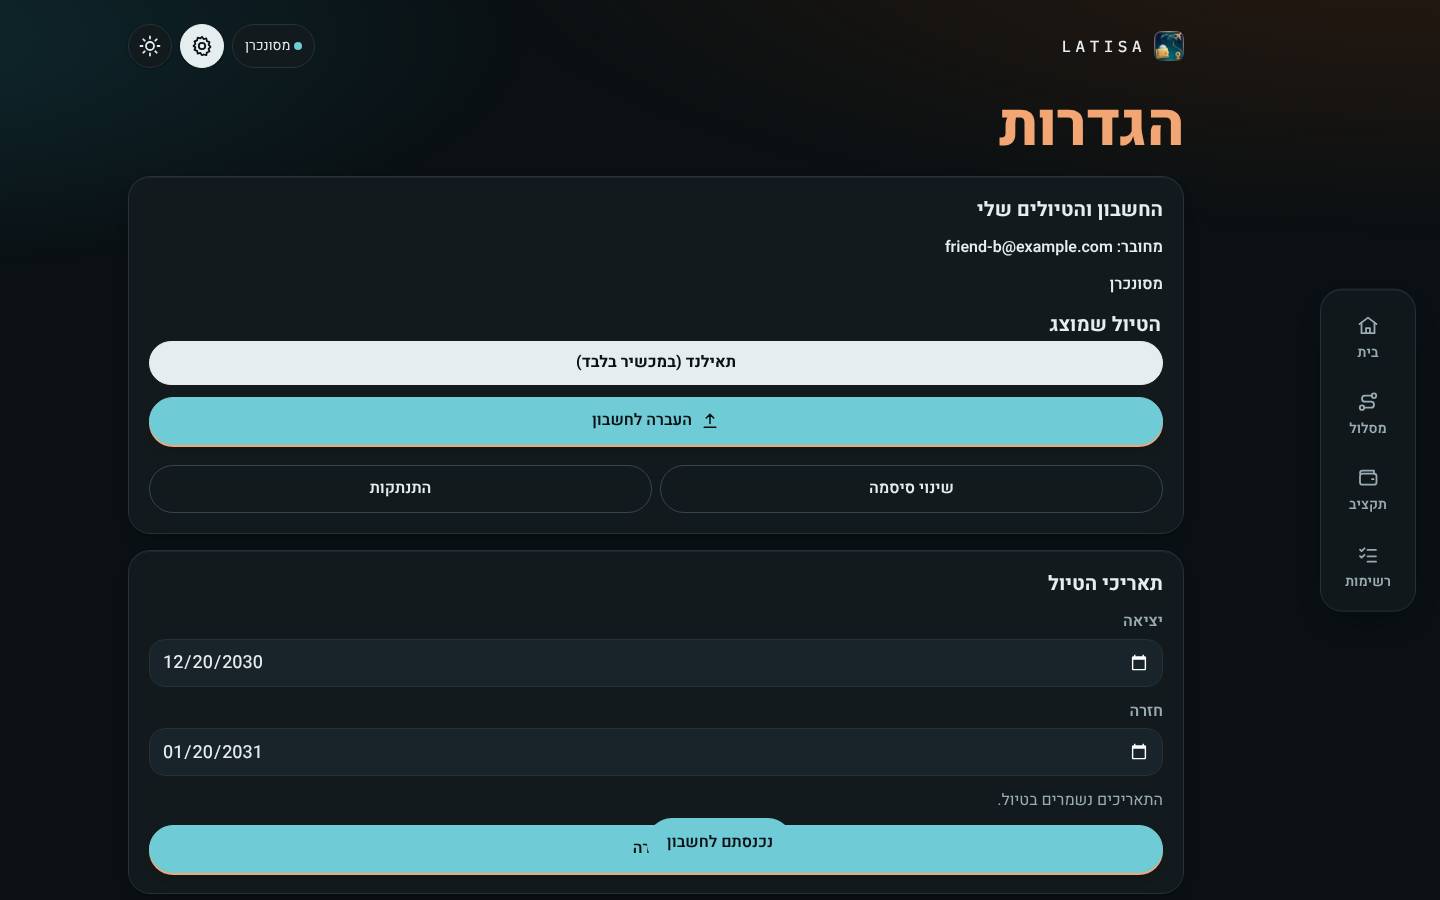 LATISA
מסונכרן
הגדרות
החשבון והטיולים שלי
מחובר: friend-b@example.com
מסונכרן
הטיול שמוצג
תאילנד (במכשיר בלבד)
העברה לחשבון
שינוי סיסמה
התנתקות
תאריכי הטיול
יציאה
12/20/2030
חזרה
01/20/2031
התאריכים נשמרים בטיול.
נכנסתם לחשבון
בית
מסלול
תקציב
רשימות